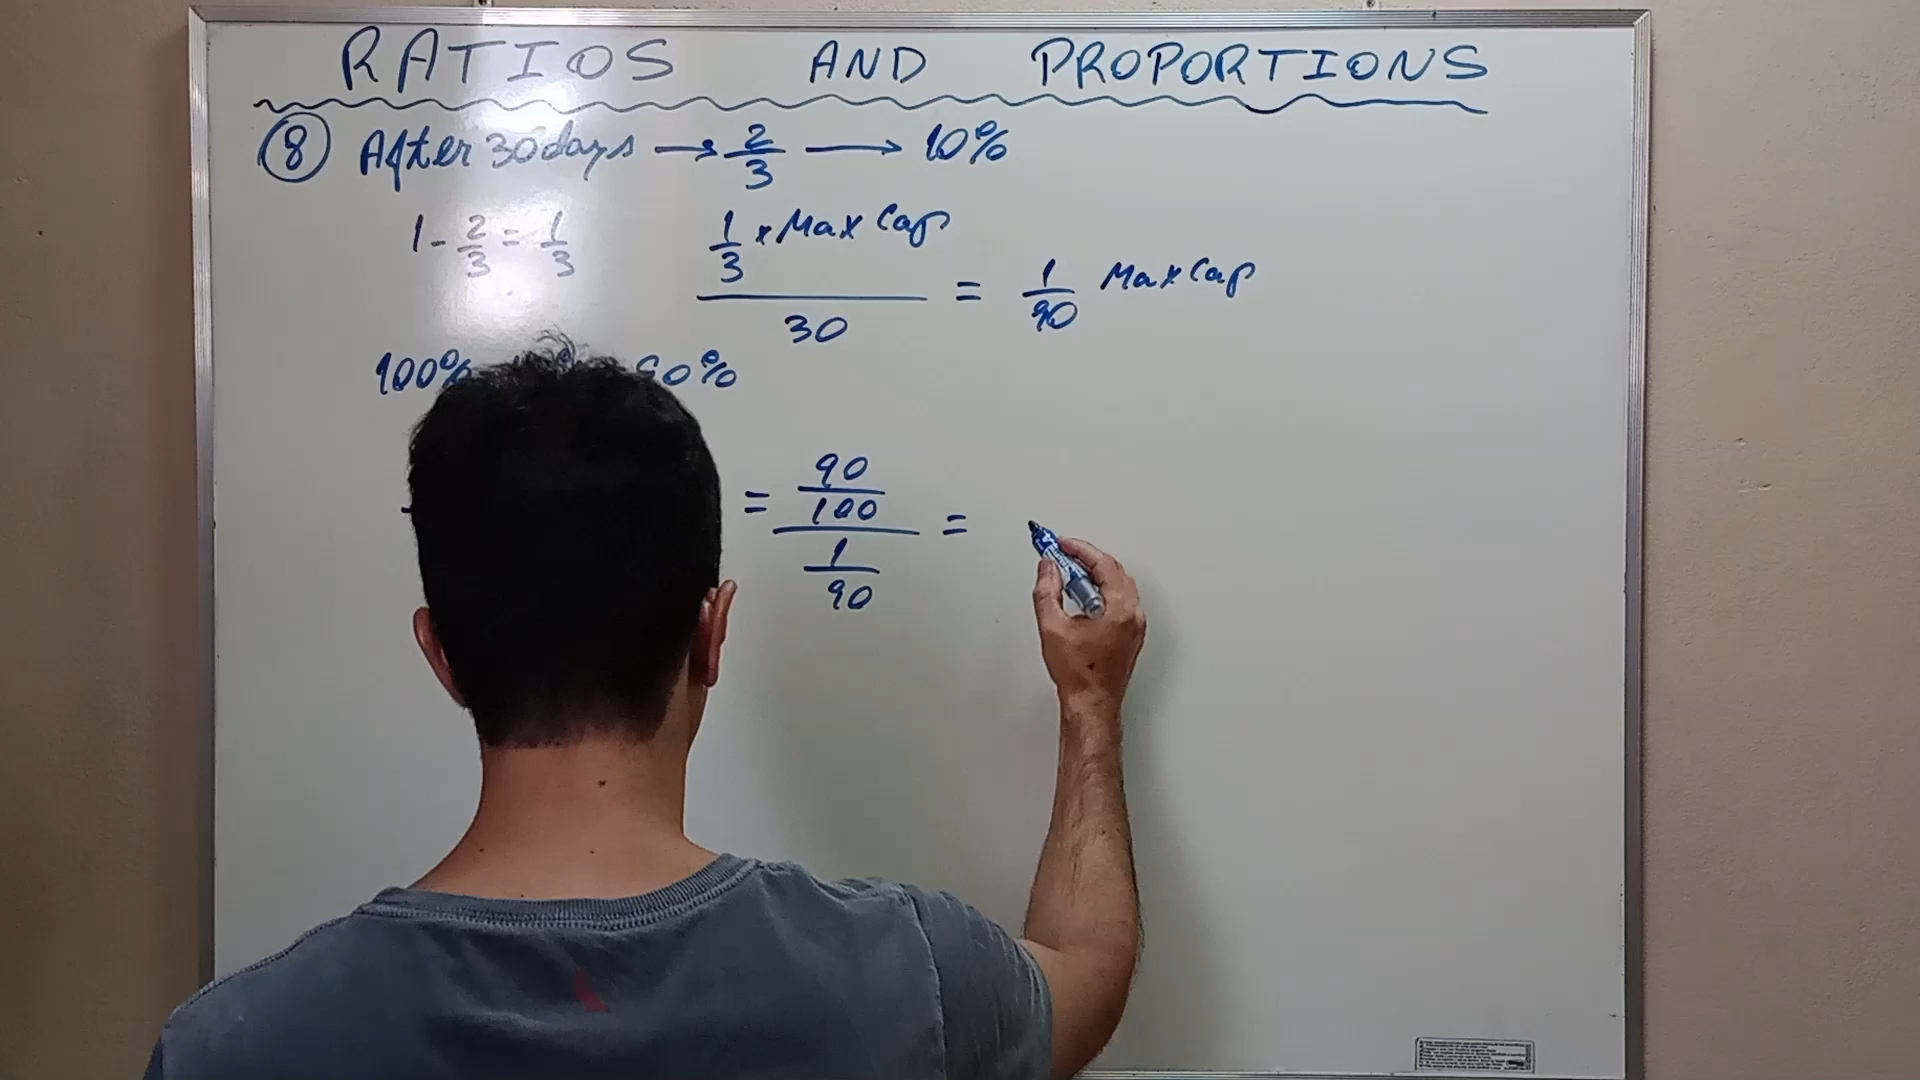 RATIOS AND PROPORTIONS
8 After 30 days → 2/3 → 10%
1 - 2/3 = 1/3
1/3 × Max Cap / 30 = 1/90 Max Cap
100% 90%
= 90/100 / 1/90 =